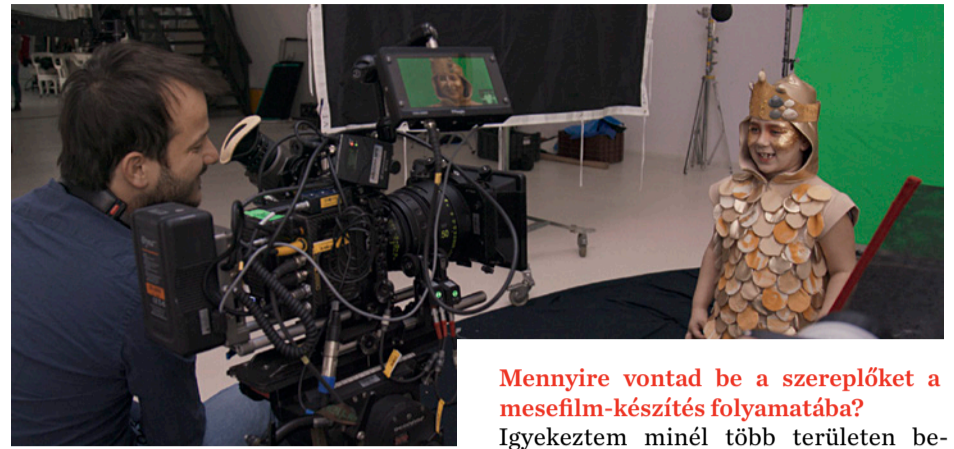 Mennyire vontad be a szereplőket a
mesefilm-készítés folyamatába?
Igyekeztem minél több területen be-